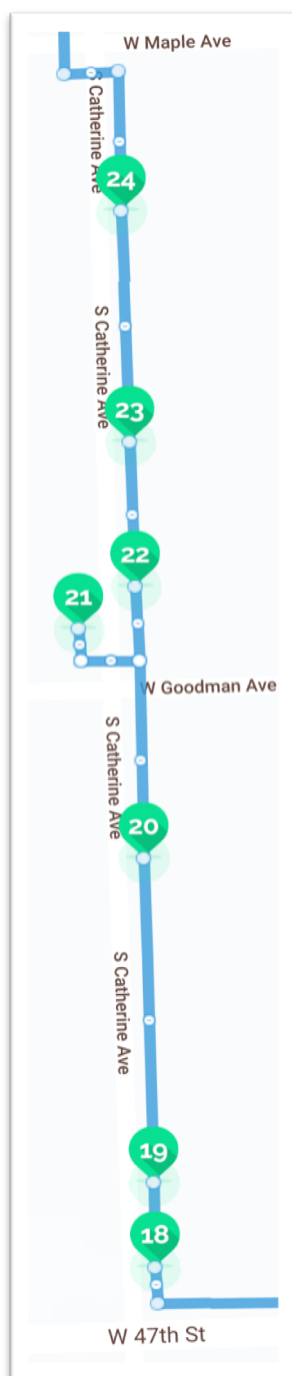 W Maple Ave
S Catherine Ave
24
S Catherine Ave
23
22
21
W Goodman Ave
S Catherine Ave
20
S Catherine Ave
19
18
W 47th St